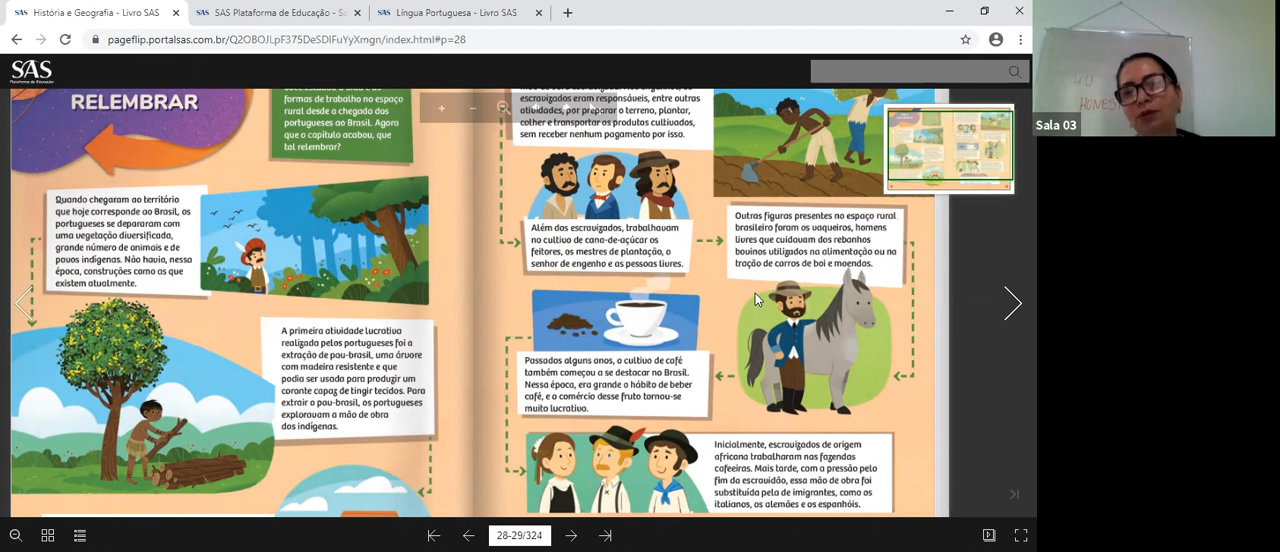 História e Geografia - Livro SAS
SAS Plataforma de Educação - S
Língua Portuguesa - Livro SAS
pageflip.portalsas.com.br/Q2OBOJLpF375DeSDIFuYyXmgn/index.html#p=28
SAS
Plataforma de Educação
RELEMBRAR
formas de trabalho no espaço
rural desde a chegada dos
portugueses ao Brasil. Agora
que o capítulo acabou, que
tal relembrar?
Quando chegaram ao território
que hoje corresponde ao Brasil, os
portugueses se depararam com
uma vegetação diversificada,
grande número de animais e de
povos indígenas. Não havia, nessa
época, construções como as que
existem atualmente.
A primeira atividade lucrativa
realizada pelos portugueses foi a
extração de pau-brasil, uma árvore
com madeira resistente e que
podia ser usada para produzir um
corante capaz de tingir tecidos. Para
extrair o pau-brasil, os portugueses
exploravam a mão de obra
dos indígenas.
escravizados eram responsáveis, entre outras
atividades, por preparar o terreno, plantar,
colher e transportar os produtos cultivados,
sem receber nenhum pagamento por isso.
Além dos escravizados, trabalhavam
no cultivo de cana-de-açúcar os
feitores, os mestres de plantação, o
senhor de engenho e as pessoas livres.
Outras figuras presentes no espaço rural
brasileiro foram os vaqueiros, homens
livres que cuidavam dos rebanhos
bovinos utilizados na alimentação ou na
tração de carros de boi e moendas.
Passados alguns anos, o cultivo de café
também começou a se destacar no Brasil.
Nessa época, era grande o hábito de beber
café, e o comércio desse fruto tornou-se
muito lucrativo.
Inicialmente, escravizados de origem
africana trabalharam nas fazendas
cafeeiras. Mais tarde, com a pressão pelo
fim da escravidão, essa mão de obra foi
substituída pela de imigrantes, como os
italianos, os alemães e os espanhóis.
28-29/324
Sala 03